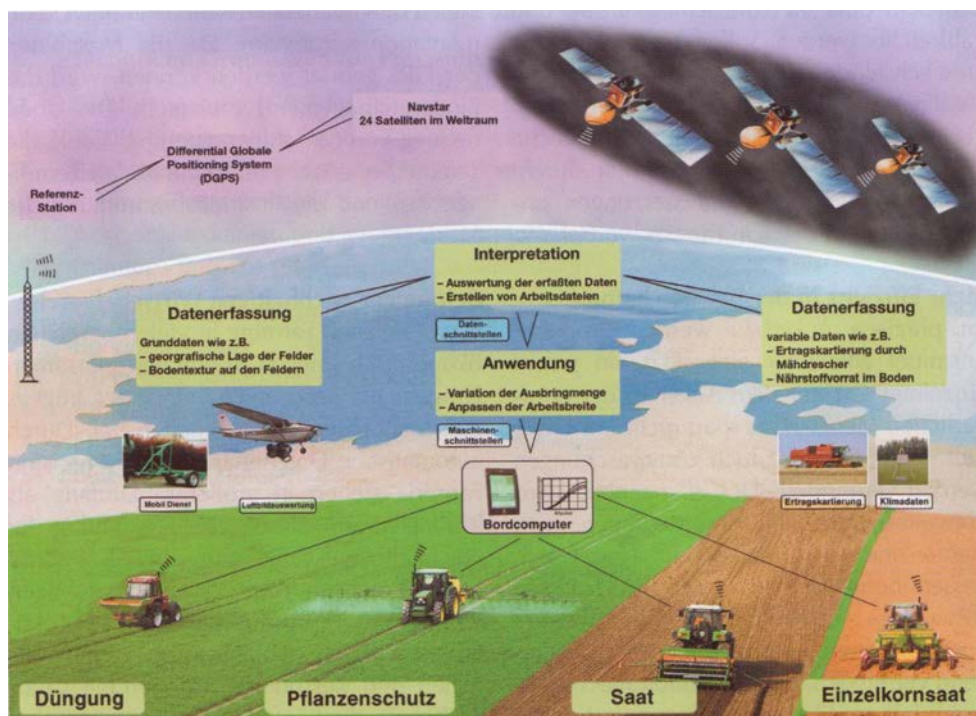 Navstar
24 Satelliten im Weltraum
Differential Globale
Positioning System
(DGPS)
Referenz-
Station
Interpretation
– Auswertung der erfaßten Daten
– Erstellen von Arbeitsdateien
Datenerfassung
Grunddaten wie z.B.
– georgrafische Lage der Felder
– Bodentextur auf den Feldern
Daten-
schnittstellen
Datenerfassung
variable Daten wie z.B.
– Ertragskartierung durch
Mähdrescher
– Nährstoffvorrat im Boden
Anwendung
– Variation der Ausbringmenge
– Anpassen der Arbeitsbreite
Maschinen-
schnittstellen
Mobil Dienst
Luftbildauswertung
Ertragskartierung
Klimadaten
Bordcomputer
Düngung
Pflanzenschutz
Saat
Einzelkornsaat